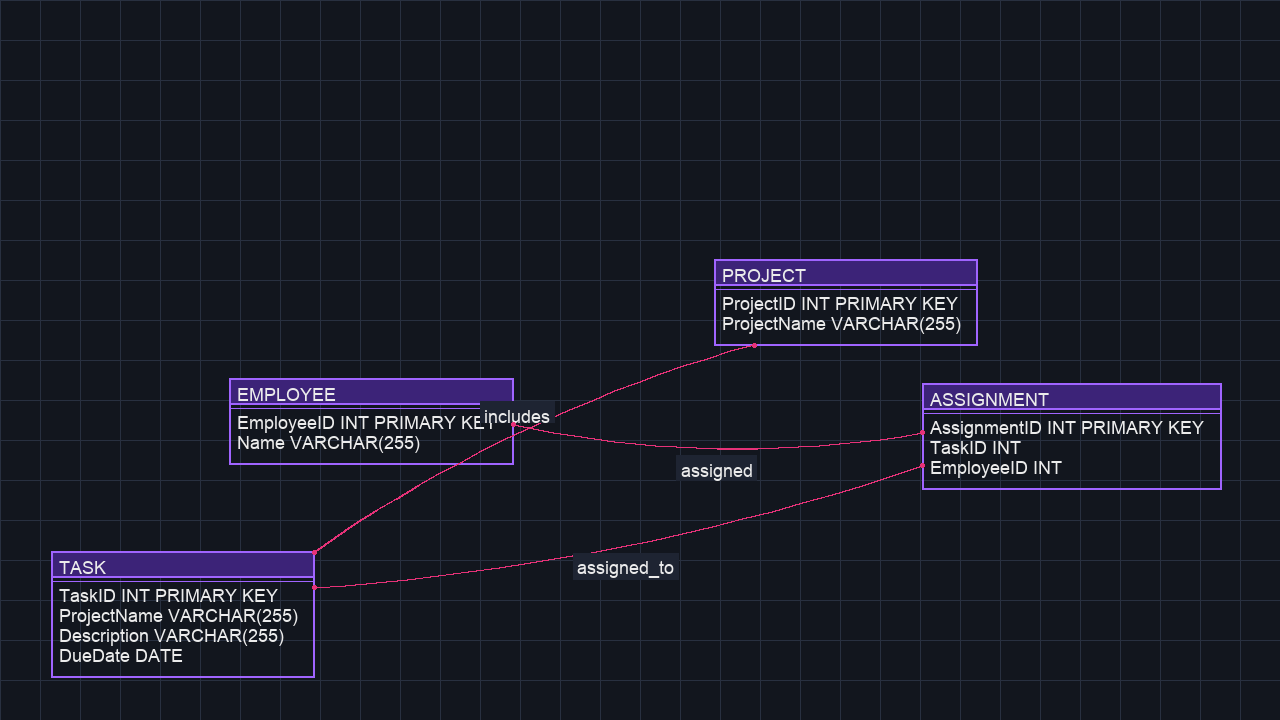 PROJECT
ProjectID INT PRIMARY KEY
ProjectName VARCHAR(255)
EMPLOYEE
EmployeeID INT PRIMARY KEY
Name VARCHAR(255)
includes
ASSIGNMENT
AssignmentID INT PRIMARY KEY
TaskID INT
EmployeeID INT
assigned
assigned_to
TASK
TaskID INT PRIMARY KEY
ProjectName VARCHAR(255)
Description VARCHAR(255)
DueDate DATE